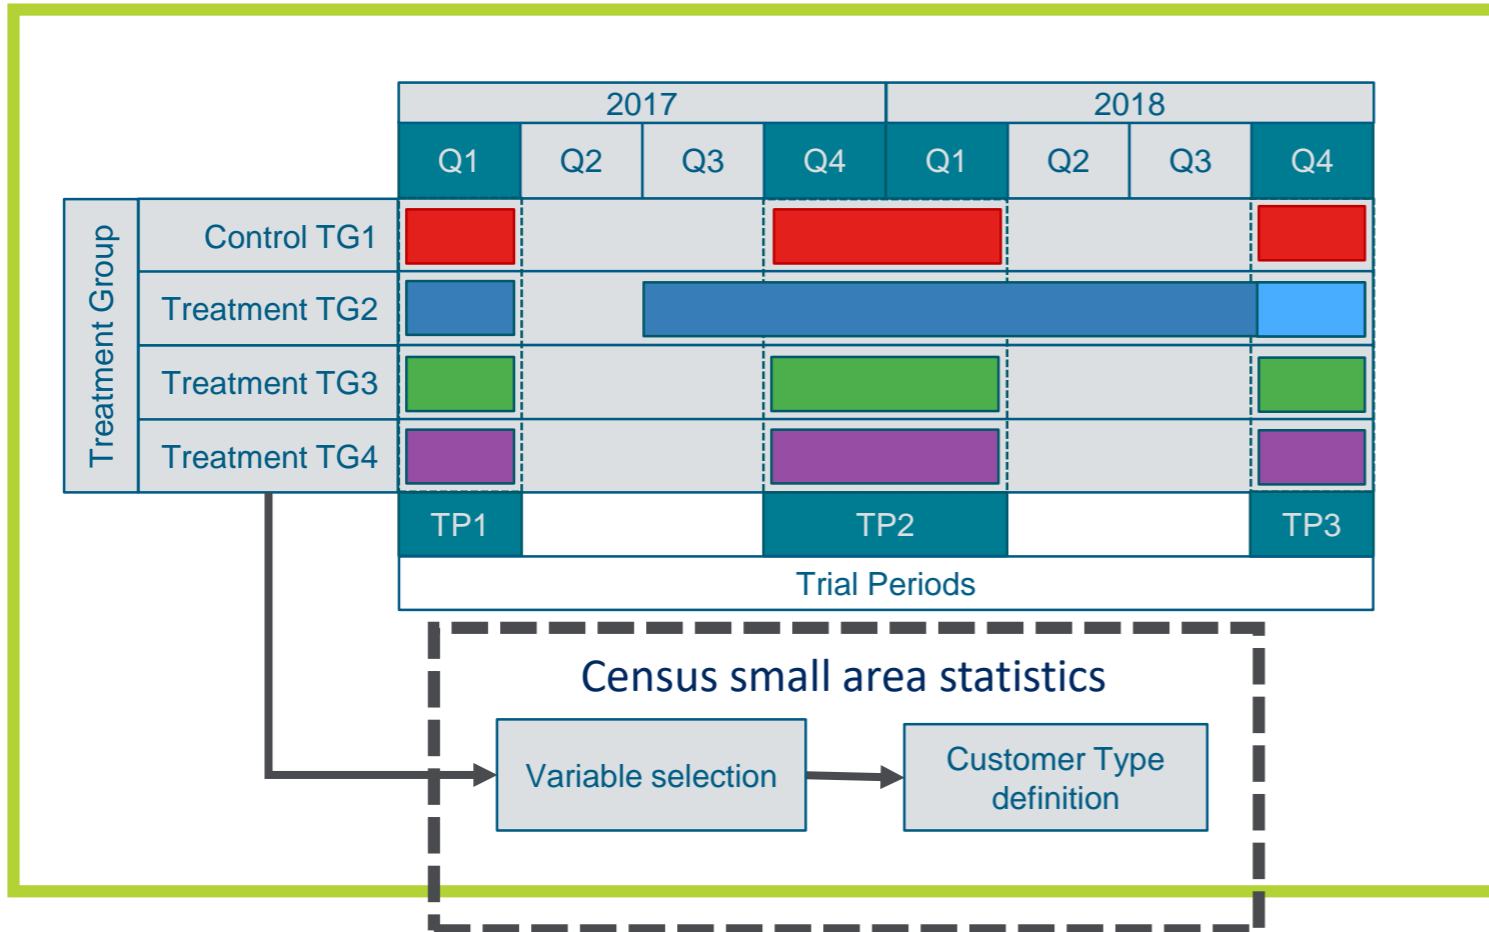 2017 2018
Q1 Q2 Q3 Q4 Q1 Q2 Q3 Q4
Treatment Group
Control TG1
Treatment TG2
Treatment TG3
Treatment TG4
TP1 TP2 TP3
Trial Periods
Census small area statistics
Variable selection
Customer Type
definition